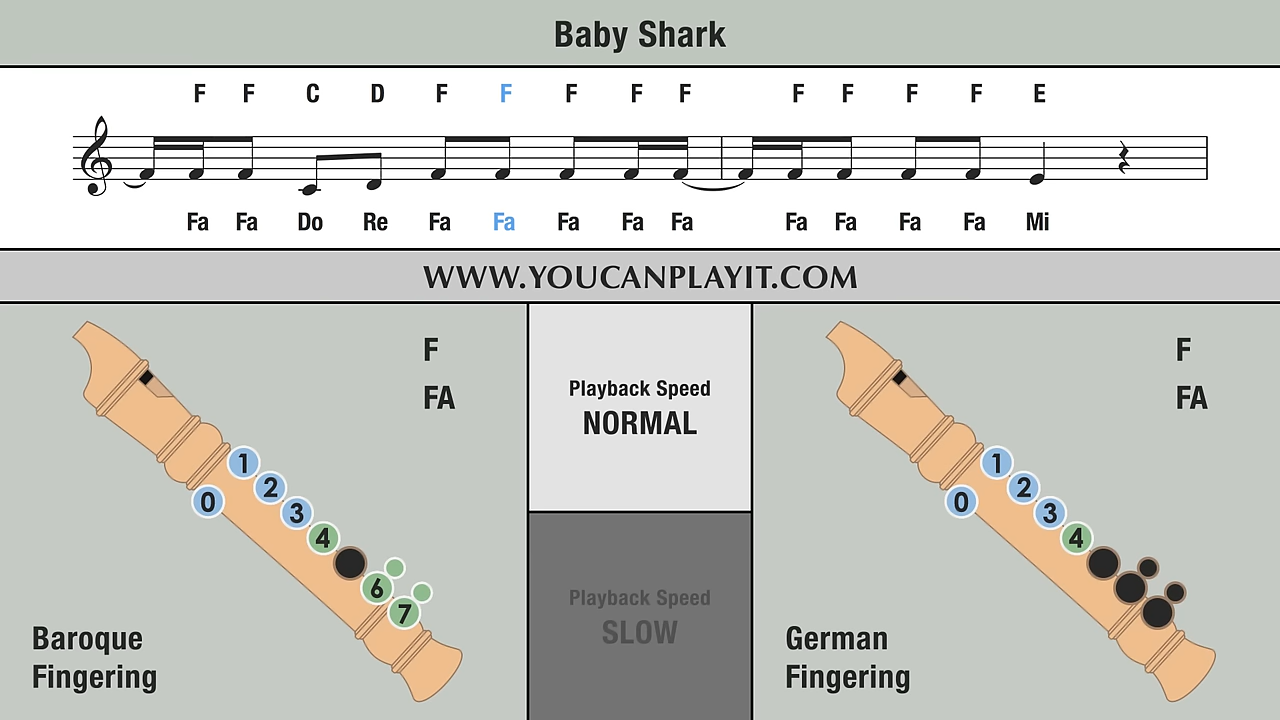 Baby Shark
F F C D F F F F F F F F F E
Fa Fa Do Re Fa Fa Fa Fa Fa Fa Fa Fa Fa Mi
WWW.YOUCANPLAYIT.COM
F
FA
0 1 2 3 4 6 7
Baroque
Fingering
Playback Speed
NORMAL
Playback Speed
SLOW
F
FA
0 1 2 3 4
German
Fingering